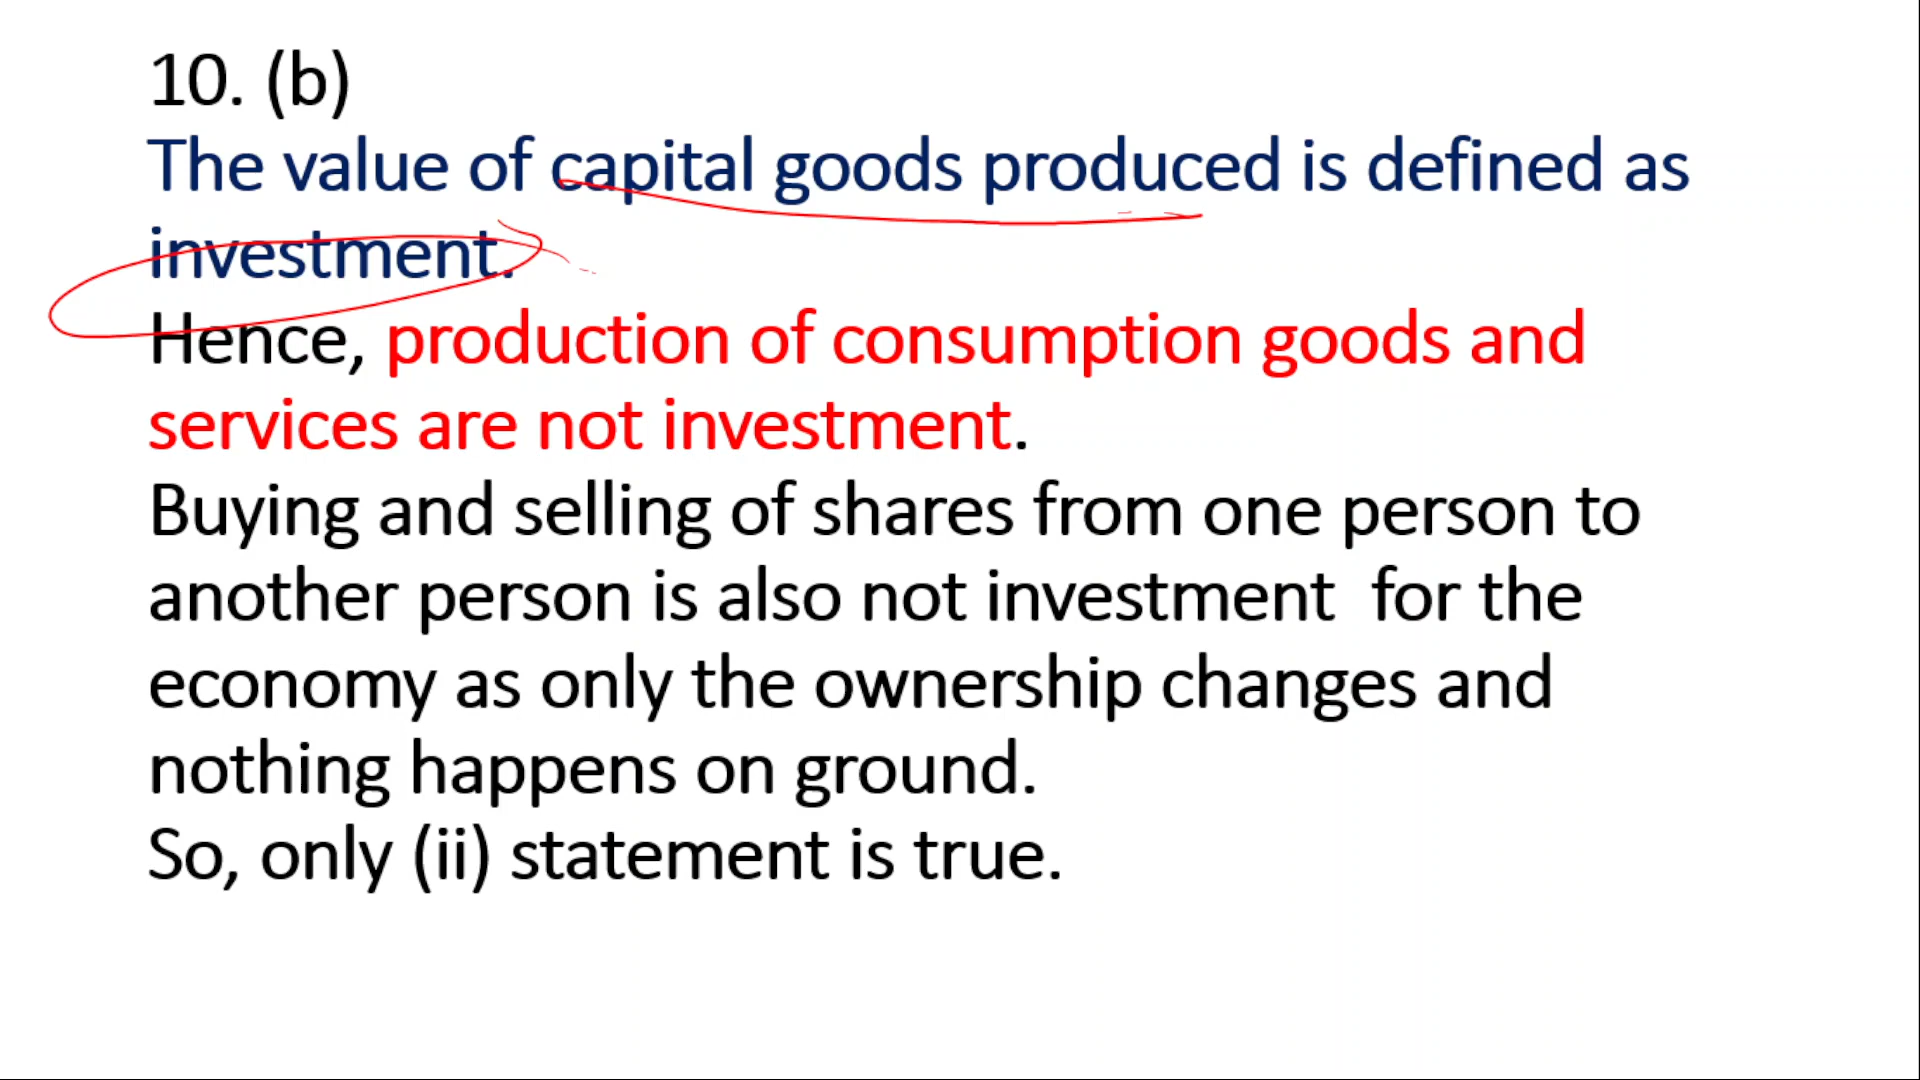 10. (b)
The value of capital goods produced is defined as
investment.
Hence, production of consumption goods and
services are not investment.
Buying and selling of shares from one person to
another person is also not investment  for the
economy as only the ownership changes and
nothing happens on ground.
So, only (ii) statement is true.